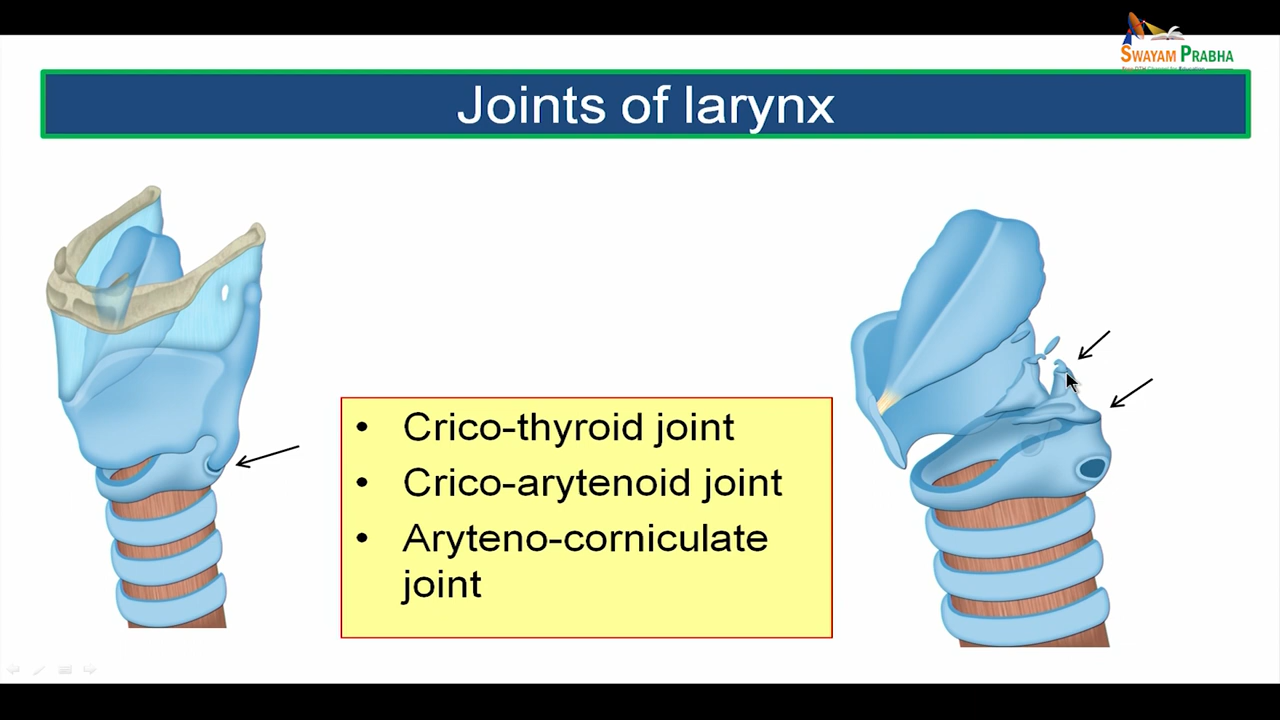 SWAYAM PRABHA
Joints of larynx
• Crico-thyroid joint
• Crico-arytenoid joint
• Aryteno-corniculate
joint